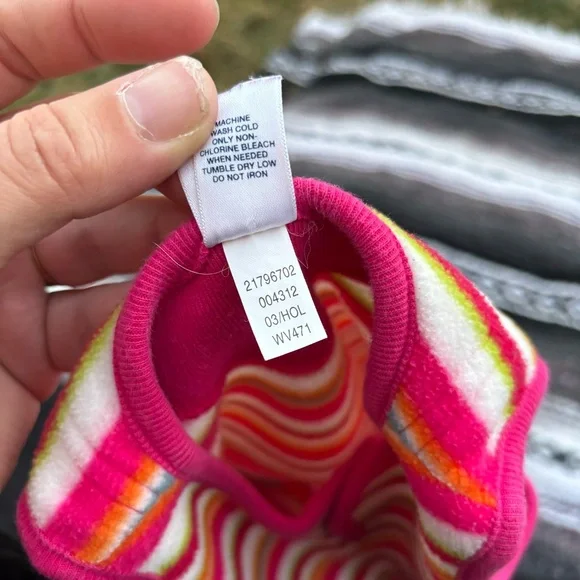 MACHINE
WASH COLD
ONLY NON-
CHLORINE BLEACH
WHEN NEEDED
TUMBLE DRY LOW
DO NOT IRON
21796702
004312
03/HOL
WV471